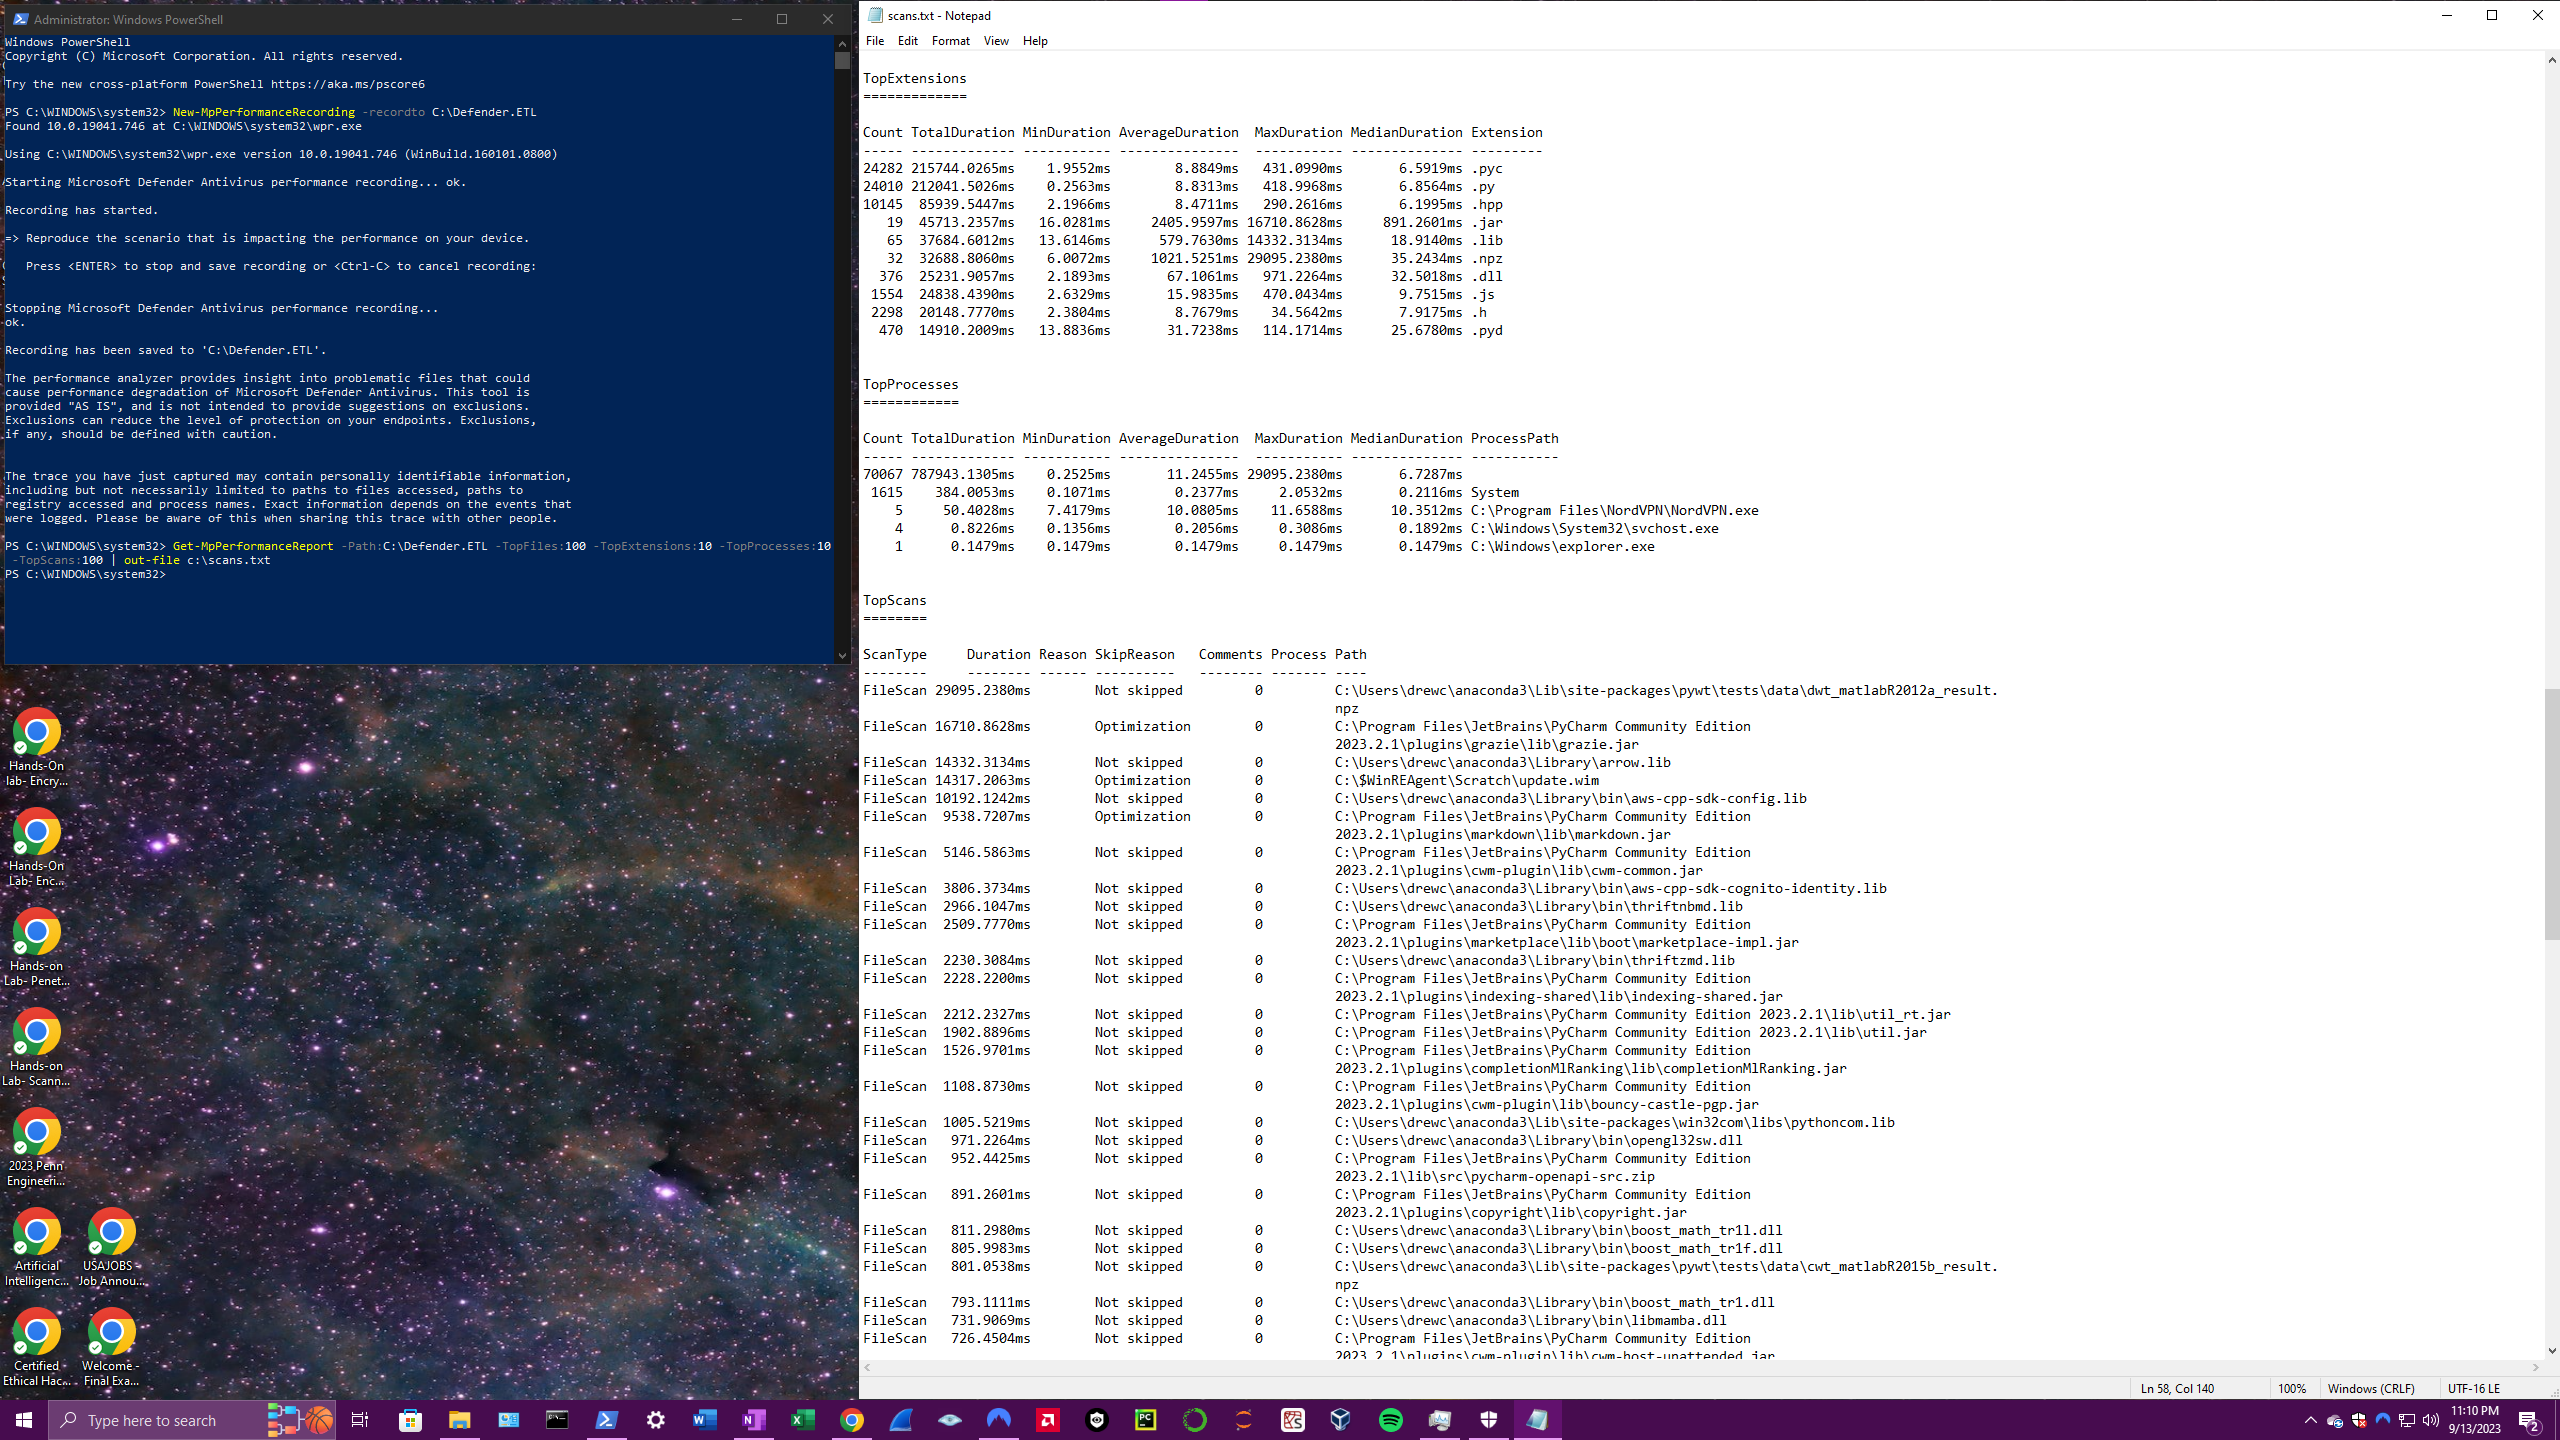 Administrator: Windows PowerShell
Windows PowerShell
Copyright (C) Microsoft Corporation. All rights reserved.
Try the new cross-platform PowerShell https://aka.ms/pscore6
PS C:\WINDOWS\system32> New-MpPerformanceRecording -recordto C:\Defender.ETL
Found 10.0.19041.746 at C:\WINDOWS\system32\wpr.exe
Using C:\WINDOWS\system32\wpr.exe version 10.0.19041.746 (WinBuild.160101.0800)
Starting Microsoft Defender Antivirus performance recording... ok.
Recording has started.
=> Reproduce the scenario that is impacting the performance on your device.
Press <ENTER> to stop and save recording or <Ctrl-C> to cancel recording:
Stopping Microsoft Defender Antivirus performance recording...
ok.
Recording has been saved to 'C:\Defender.ETL'.
The performance analyzer provides insight into problematic files that could
cause performance degradation of Microsoft Defender Antivirus. This tool is
provided "AS IS", and is not intended to provide suggestions on exclusions.
Exclusions can reduce the level of protection on your endpoints. Exclusions,
if any, should be defined with caution.
The trace you have just captured may contain personally identifiable information,
including but not necessarily limited to paths to files accessed, paths to
registry accessed and process names. Exact information depends on the events that
were logged. Please be aware of this when sharing this trace with other people.
PS C:\WINDOWS\system32> Get-MpPerformanceReport -Path:C:\Defender.ETL -TopFiles:100 -TopExtensions:10 -TopProcesses:10
-TopScans:100 | out-file c:\scans.txt
PS C:\WINDOWS\system32>
Hands-On
lab- Encry...
Hands-On
Lab- Enc...
Hands-on
Lab- Penet...
Hands-on
Lab- Scann...
2023 Penn
Engineeri...
Artificial
Intelligenc...
USAJOBS -
Job Annou...
Certified
Ethical Hac...
Welcome -
Final Exa...
scans.txt - Notepad
File Edit Format View Help
TopExtensions
=============
Count TotalDuration MinDuration AverageDuration MaxDuration MedianDuration Extension
----- ------------- ----------- --------------- ----------- -------------- ---------
24282 215744.0265ms 1.9552ms 8.8849ms 431.0990ms 6.5919ms .pyc
24010 212041.5026ms 0.2563ms 8.8313ms 418.9968ms 6.8564ms .py
10145 85939.5447ms 2.1966ms 8.4711ms 290.2616ms 6.1995ms .hpp
19 45713.2357ms 16.0281ms 2405.9597ms 16710.8628ms 891.2601ms .jar
65 37684.6012ms 13.6146ms 579.7630ms 14332.3134ms 18.9140ms .lib
32 32688.8060ms 6.0072ms 1021.5251ms 29095.2380ms 35.2434ms .npz
376 25231.9057ms 2.1893ms 67.1061ms 971.2264ms 32.5018ms .dll
1554 24838.4390ms 2.6329ms 15.9835ms 470.0434ms 9.7515ms .js
2298 20148.7770ms 2.3804ms 8.7679ms 34.5642ms 7.9175ms .h
470 14910.2009ms 13.8836ms 31.7238ms 114.1714ms 25.6780ms .pyd
TopProcesses
============
Count TotalDuration MinDuration AverageDuration MaxDuration MedianDuration ProcessPath
----- ------------- ----------- --------------- ----------- -------------- -----------
70067 787943.1305ms 0.2525ms 11.2455ms 29095.2380ms 6.7287ms
1615 384.0053ms 0.1071ms 0.2377ms 2.0532ms 0.2116ms System
5 50.4028ms 7.4179ms 10.0805ms 11.6588ms 10.3512ms C:\Program Files\NordVPN\NordVPN.exe
4 0.8226ms 0.1356ms 0.2056ms 0.3086ms 0.1892ms C:\Windows\System32\svchost.exe
1 0.1479ms 0.1479ms 0.1479ms 0.1479ms 0.1479ms C:\Windows\explorer.exe
TopScans
========
ScanType Duration Reason SkipReason Comments Process Path
-------- -------- ------ ---------- -------- ------- ----
FileScan 29095.2380ms Not skipped 0 C:\Users\drewc\anaconda3\Lib\site-packages\pywt\tests\data\dwt_matlabR2012a_result.
npz
FileScan 16710.8628ms Optimization 0 C:\Program Files\JetBrains\PyCharm Community Edition
2023.2.1\plugins\grazie\lib\grazie.jar
FileScan 14332.3134ms Not skipped 0 C:\Users\drewc\anaconda3\Library\arrow.lib
FileScan 14317.2063ms Optimization 0 C:\$WinREAgent\Scratch\update.wim
FileScan 10192.1242ms Not skipped 0 C:\Users\drewc\anaconda3\Library\bin\aws-cpp-sdk-config.lib
FileScan 9538.7207ms Optimization 0 C:\Program Files\JetBrains\PyCharm Community Edition
2023.2.1\plugins\markdown\lib\markdown.jar
FileScan 5146.5863ms Not skipped 0 C:\Program Files\JetBrains\PyCharm Community Edition
2023.2.1\plugins\cwm-plugin\lib\cwm-common.jar
FileScan 3806.3734ms Not skipped 0 C:\Users\drewc\anaconda3\Library\bin\aws-cpp-sdk-cognito-identity.lib
FileScan 2966.1047ms Not skipped 0 C:\Users\drewc\anaconda3\Library\bin\thriftnbmd.lib
FileScan 2509.7770ms Not skipped 0 C:\Program Files\JetBrains\PyCharm Community Edition
2023.2.1\plugins\marketplace\lib\boot\marketplace-impl.jar
FileScan 2230.3084ms Not skipped 0 C:\Users\drewc\anaconda3\Library\bin\thriftzmd.lib
FileScan 2228.2200ms Not skipped 0 C:\Program Files\JetBrains\PyCharm Community Edition
2023.2.1\plugins\indexing-shared\lib\indexing-shared.jar
FileScan 2212.2327ms Not skipped 0 C:\Program Files\JetBrains\PyCharm Community Edition 2023.2.1\lib\util_rt.jar
FileScan 1902.8896ms Not skipped 0 C:\Program Files\JetBrains\PyCharm Community Edition 2023.2.1\lib\util.jar
FileScan 1526.9701ms Not skipped 0 C:\Program Files\JetBrains\PyCharm Community Edition
2023.2.1\plugins\completionMlRanking\lib\completionMlRanking.jar
FileScan 1108.8730ms Not skipped 0 C:\Program Files\JetBrains\PyCharm Community Edition
2023.2.1\plugins\cwm-plugin\lib\bouncy-castle-pgp.jar
FileScan 1005.5219ms Not skipped 0 C:\Users\drewc\anaconda3\Lib\site-packages\win32com\libs\pythoncom.lib
FileScan 971.2264ms Not skipped 0 C:\Users\drewc\anaconda3\Library\bin\opengl32sw.dll
FileScan 952.4425ms Not skipped 0 C:\Program Files\JetBrains\PyCharm Community Edition
2023.2.1\lib\src\pycharm-openapi-src.zip
FileScan 891.2601ms Not skipped 0 C:\Program Files\JetBrains\PyCharm Community Edition
2023.2.1\plugins\copyright\lib\copyright.jar
FileScan 811.2980ms Not skipped 0 C:\Users\drewc\anaconda3\Library\bin\boost_math_tr1l.dll
FileScan 805.9983ms Not skipped 0 C:\Users\drewc\anaconda3\Library\bin\boost_math_tr1f.dll
FileScan 801.0538ms Not skipped 0 C:\Users\drewc\anaconda3\Lib\site-packages\pywt\tests\data\cwt_matlabR2015b_result.
npz
FileScan 793.1111ms Not skipped 0 C:\Users\drewc\anaconda3\Library\bin\boost_math_tr1.dll
FileScan 731.9069ms Not skipped 0 C:\Users\drewc\anaconda3\Library\bin\libmamba.dll
FileScan 726.4504ms Not skipped 0 C:\Program Files\JetBrains\PyCharm Community Edition
2023.2.1\plugins\cwm-plugin\lib\cwm-host-unattended.jar
Ln 58, Col 140 100% Windows (CRLF) UTF-16 LE
Type here to search
11:10 PM
9/13/2023
2